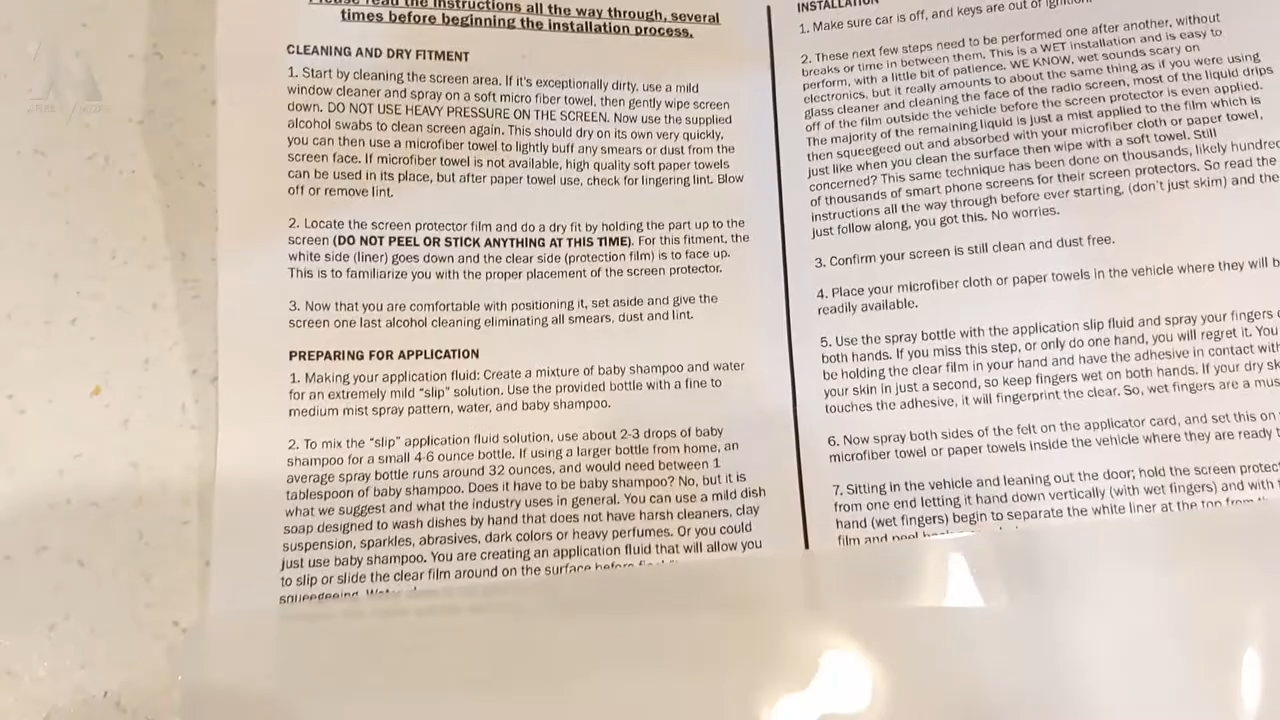 Please read the instructions all the way through, several
times before beginning the installation process.
CLEANING AND DRY FITMENT
1. Start by cleaning the screen area. If it's exceptionally dirty, use a mild
window cleaner and spray on a soft micro fiber towel, then gently wipe screen
down. DO NOT USE HEAVY PRESSURE ON THE SCREEN. Now use the supplied
alcohol swabs to clean screen again. This should dry on its own very quickly,
you can then use a microfiber towel to lightly buff any smears or dust from the
screen face. If microfiber towel is not available, high quality soft paper towels
can be used in its place, but after paper towel use, check for lingering lint. Blow
off or remove lint.
2. Locate the screen protector film and do a dry fit by holding the part up to the
screen (DO NOT PEEL OR STICK ANYTHING AT THIS TIME). For this fitment, the
white side (liner) goes down and the clear side (protection film) is to face up.
This is to familiarize you with the proper placement of the screen protector.
3. Now that you are comfortable with positioning it, set aside and give the
screen one last alcohol cleaning eliminating all smears, dust and lint.
PREPARING FOR APPLICATION
1. Making your application fluid: Create a mixture of baby shampoo and water
for an extremely mild “slip” solution. Use the provided bottle with a fine to
medium mist spray pattern, water, and baby shampoo.
2. To mix the “slip” application fluid solution, use about 2-3 drops of baby
shampoo for a small 4-6 ounce bottle. If using a larger bottle from home, an
average spray bottle runs around 32 ounces, and would need between 1
tablespoon of baby shampoo. Does it have to be baby shampoo? No, but it is
what we suggest and what the industry uses in general. You can use a mild dish
soap designed to wash dishes by hand that does not have harsh cleaners, clay
suspension, sparkles, abrasives, dark colors or heavy perfumes. Or you could
just use baby shampoo. You are creating an application fluid that will allow you
to slip or slide the clear film around on the surface before
squeegeeing.
INSTALLATION
1. Make sure car is off, and keys are out of ignition.
2. These next few steps need to be performed one after another, without
breaks or time in between them. This is a WET installation and is easy to
perform, with a little bit of patience. WE KNOW, wet sounds scary on
electronics, but it really amounts to about the same thing as if you were using
glass cleaner and cleaning the face of the radio screen, most of the liquid drips
off of the film outside the vehicle before the screen protector is even applied.
The majority of the remaining liquid is just a mist applied to the film which is
then squeegeed out and absorbed with your microfiber cloth or paper towel,
just like when you clean the surface then wipe with a soft towel. Still
concerned? This same technique has been done on thousands, likely hundred
of thousands of smart phone screens for their screen protectors. So read the
instructions all the way through before ever starting, (don't just skim) and the
just follow along, you got this. No worries.
3. Confirm your screen is still clean and dust free.
4. Place your microfiber cloth or paper towels in the vehicle where they will b
readily available.
5. Use the spray bottle with the application slip fluid and spray your fingers
both hands. If you miss this step, or only do one hand, you will regret it. You
be holding the clear film in your hand and have the adhesive in contact with
your skin in just a second, so keep fingers wet on both hands. If your dry sk
touches the adhesive, it will fingerprint the clear. So, wet fingers are a mus
6. Now spray both sides of the felt on the applicator card, and set this on
microfiber towel or paper towels inside the vehicle where they are ready t
7. Sitting in the vehicle and leaning out the door; hold the screen protect
from one end letting it hand down vertically (with wet fingers) and with
hand (wet fingers) begin to separate the white liner at the top from
film and peel